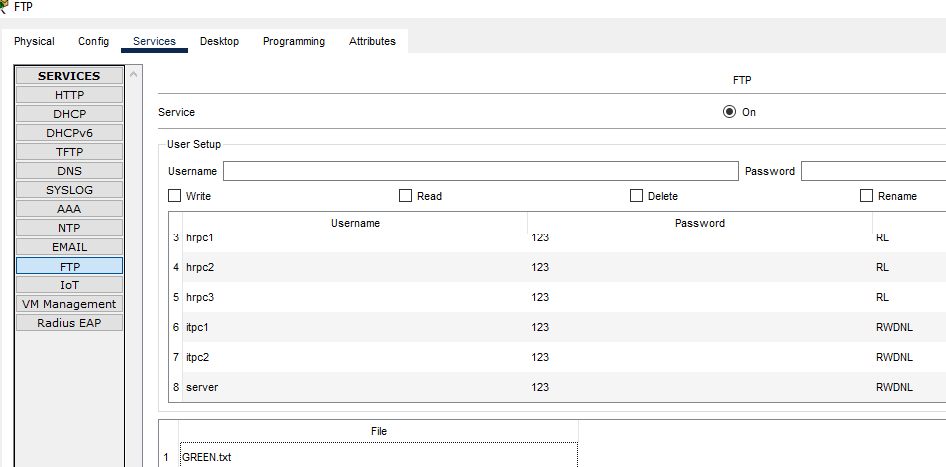 FTP
Physical Config Services Desktop Programming Attributes
SERVICES
HTTP
DHCP
DHCPv6
TFTP
DNS
SYSLOG
AAA
NTP
EMAIL
FTP
IoT
VM Management
Radius EAP
FTP
Service On
User Setup
Username Password
Write Read Delete Rename
Username Password
3 hrpc1 123 RL
4 hrpc2 123 RL
5 hrpc3 123 RL
6 itpc1 123 RWDNL
7 itpc2 123 RWDNL
8 server 123 RWDNL
File
1 GREEN.txt